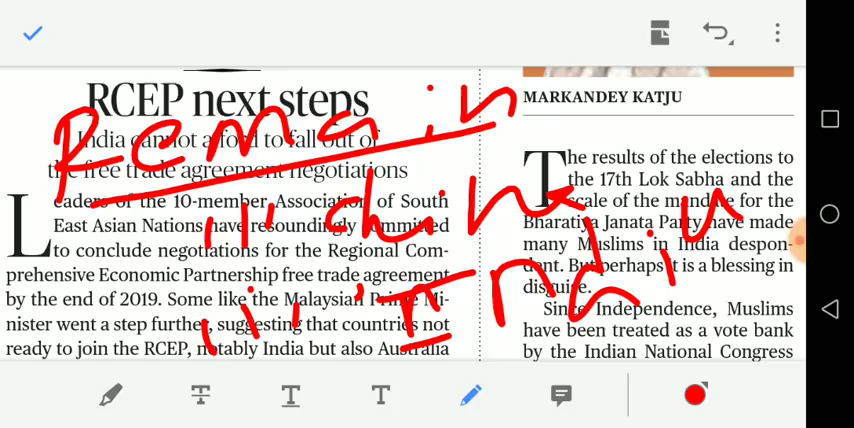 RCEP next steps
India cannot afford to fall out of
the free trade agreement negotiations
Leaders of the 10-member Association of South
East Asian Nations have resoundingly committed
to conclude negotiations for the Regional Com-
prehensive Economic Partnership free trade agreement
by the end of 2019. Some like the Malaysian Prime Mi-
nister went a step further, suggesting that countries not
ready to join the RCEP, notably India but also Australia
Remain
china
India
MARKANDEY KATJU
The results of the elections to
the 17th Lok Sabha and the
scale of the mandate for the
Bharatiya Janata Party have made
many Muslims in India despon-
dent. But perhaps it is a blessing in
disguise.
Since Independence, Muslims
have been treated as a vote bank
by the Indian National Congress